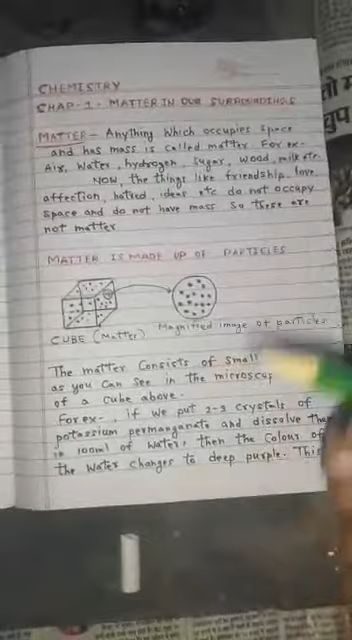 CHEMISTRY
CHAP-1- MATTER IN OUR SURROUNDINGS
MATTER- Anything which occupies space
and has mass is called matter. For ex-
Air, water, hydrogen, sugar, wood, milk etc.
NOW, the things like friendship, love
affection, hatred, ideas etc do not occupy
space and do not have mass so these are
not matter
MATTER IS MADE UP OF PARTICLES
CUBE (Matter) Magnified image of particles
The matter consists of small
as you can see in the
of a cube above.
For ex-, If we put 2-3 crystals of
potassium permanganate and dissolve them
in 100ml of water, then the colour of
the water changes to deep purple. This